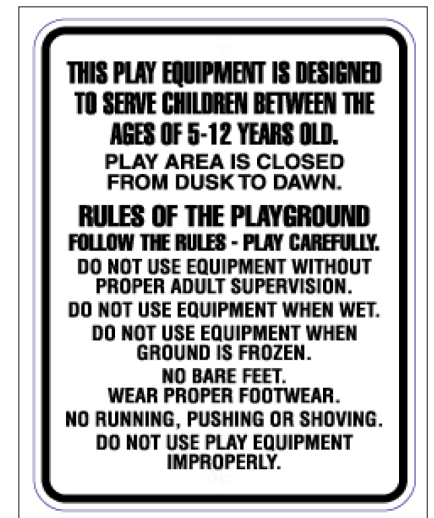 THIS PLAY EQUIPMENT IS DESIGNED
TO SERVE CHILDREN BETWEEN THE
AGES OF 5-12 YEARS OLD.
PLAY AREA IS CLOSED
FROM DUSK TO DAWN.
RULES OF THE PLAYGROUND
FOLLOW THE RULES - PLAY CAREFULLY.
DO NOT USE EQUIPMENT WITHOUT
PROPER ADULT SUPERVISION.
DO NOT USE EQUIPMENT WHEN WET.
DO NOT USE EQUIPMENT WHEN
GROUND IS FROZEN.
NO BARE FEET.
WEAR PROPER FOOTWEAR.
NO RUNNING, PUSHING OR SHOVING.
DO NOT USE PLAY EQUIPMENT
IMPROPERLY.